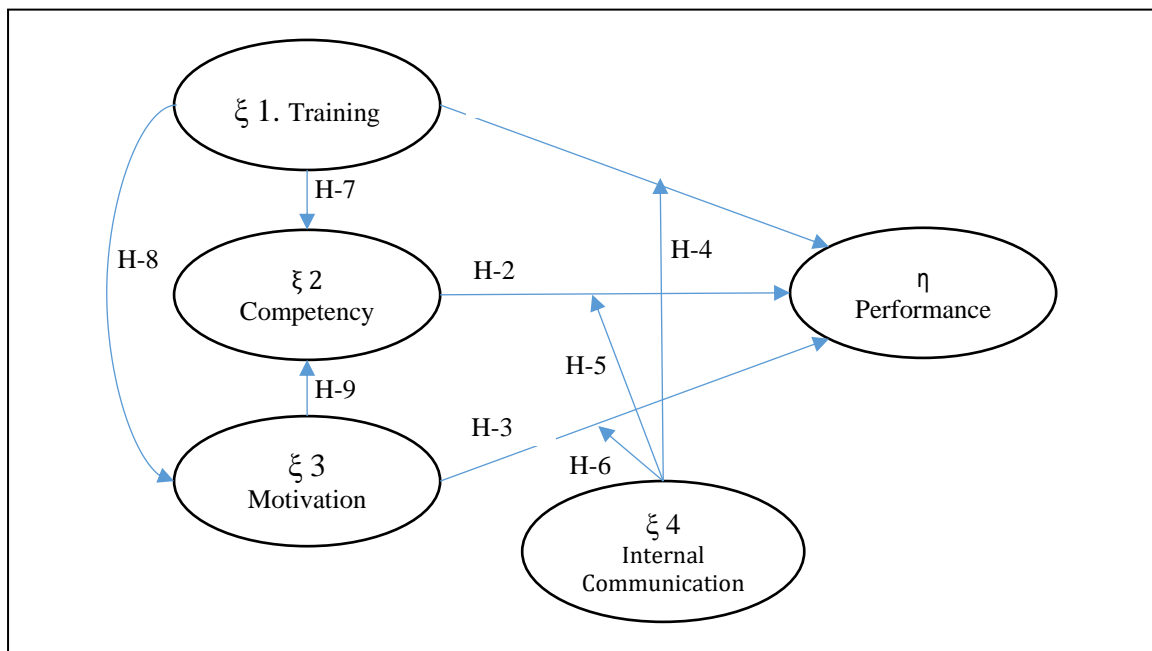 ξ 1. Training
H-7
H-8
H-4
ξ 2
Competency
H-2
η
Performance
H-5
H-9
H-3
H-6
ξ 3
Motivation
ξ 4
Internal
Communication